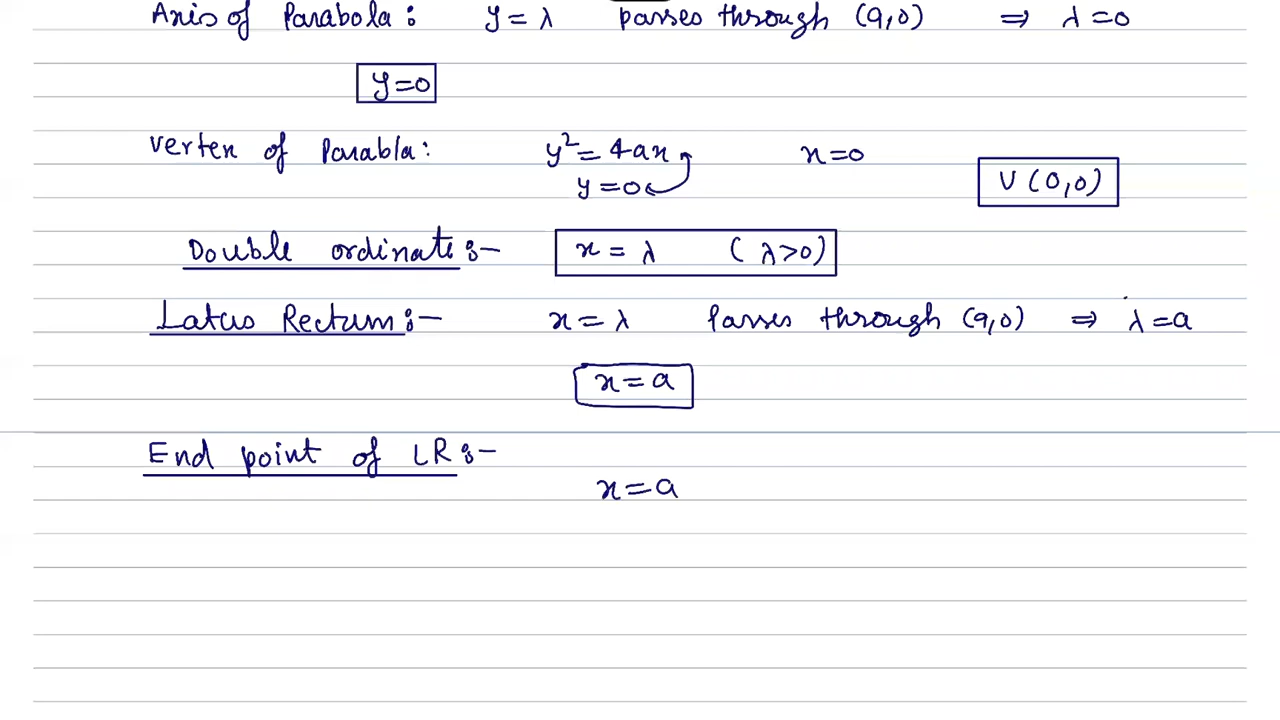 Axis of Parabola: y = λ passes through (a,0) ⇒ λ=0
y=0
Vertex of Parabla: y² = 4ax x=0
y=0 V(0,0)
Double ordinate:- x = λ (λ>0)
Latus Rectum:- x = λ Passes through (a,0) ⇒ λ=a
x=a
End point of LR:-
x=a